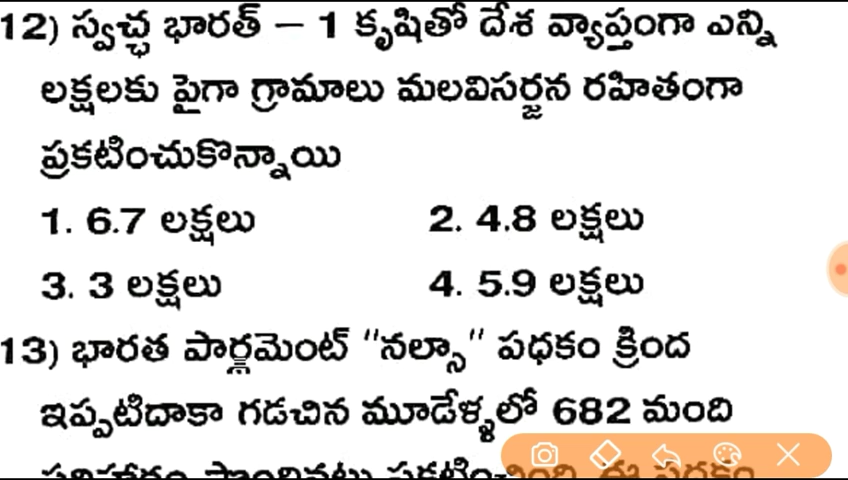 12) స్వచ్ఛ భారత్ – 1 కృషితో దేశ వ్యాప్తంగా ఎన్ని
లక్షలకు పైగా గ్రామాలు మలవిసర్జన రహితంగా
ప్రకటించుకొన్నాయి
1. 6.7 లక్షలు 2. 4.8 లక్షలు
3. 3 లక్షలు 4. 5.9 లక్షలు
13) భారత పార్లమెంట్ "నల్సా" పధకం క్రింద
ఇప్పటిదాకా గడచిన మూడేళ్ళలో 682 మంది